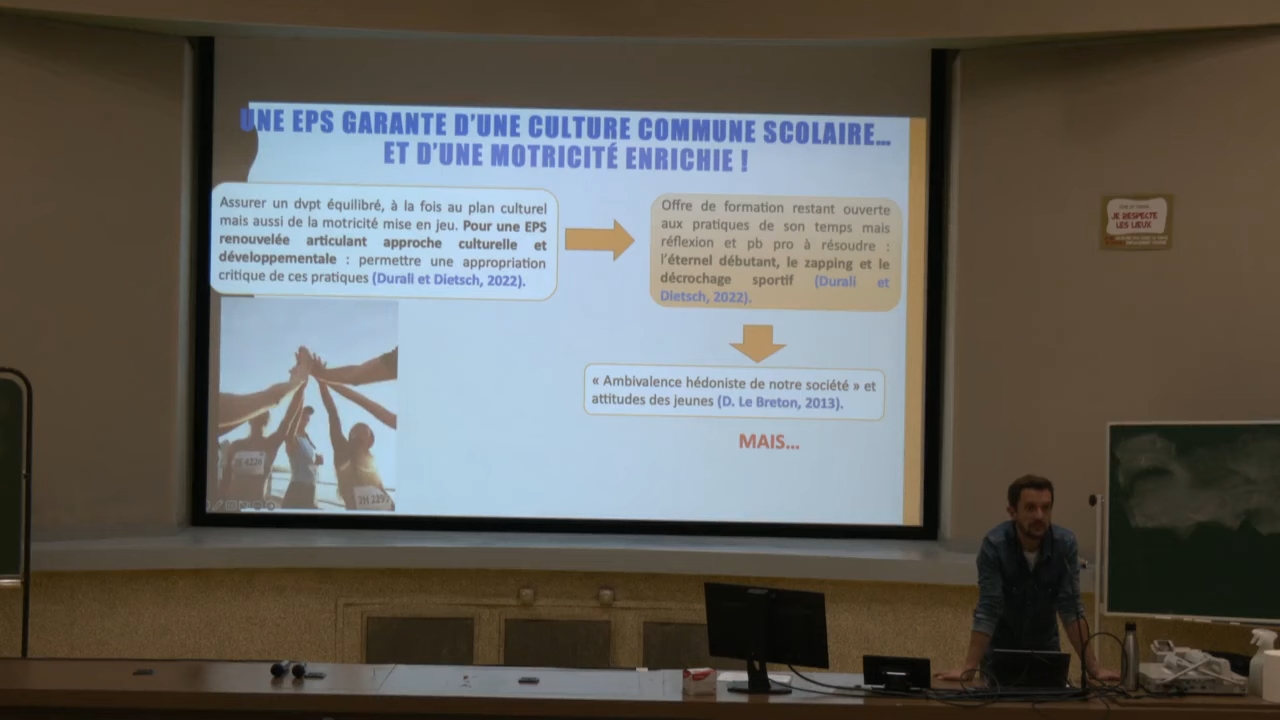 UNE EPS GARANTE D'UNE CULTURE COMMUNE SCOLAIRE...
ET D'UNE MOTRICITÉ ENRICHIE !
Assurer un dvpt équilibré, à la fois au plan culturel
mais aussi de la motricité mise en jeu. Pour une EPS
renouvelée articulant approche culturelle et
développementale : permettre une appropriation
critique de ces pratiques (Durali et Dietsch, 2022).
Offre de formation restant ouverte
aux pratiques de son temps mais
réflexion et pb pro à résoudre :
l'éternel débutant, le zapping et le
décrochage sportif (Durali et
Dietsch, 2022).
« Ambivalence hédoniste de notre société » et
attitudes des jeunes (D. Le Breton, 2013).
MAIS...
JE RESPECTE
LES LIEUX